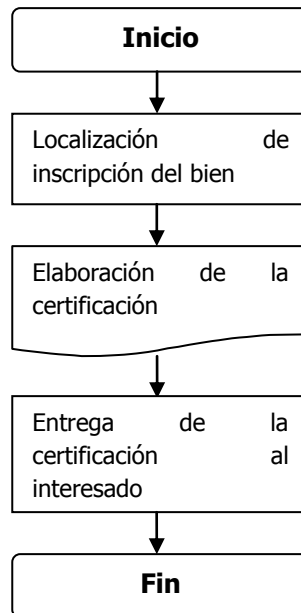 Inicio
Localización de
inscripción del bien
Elaboración de la
certificación
Entrega de la
certificación al
interesado
Fin